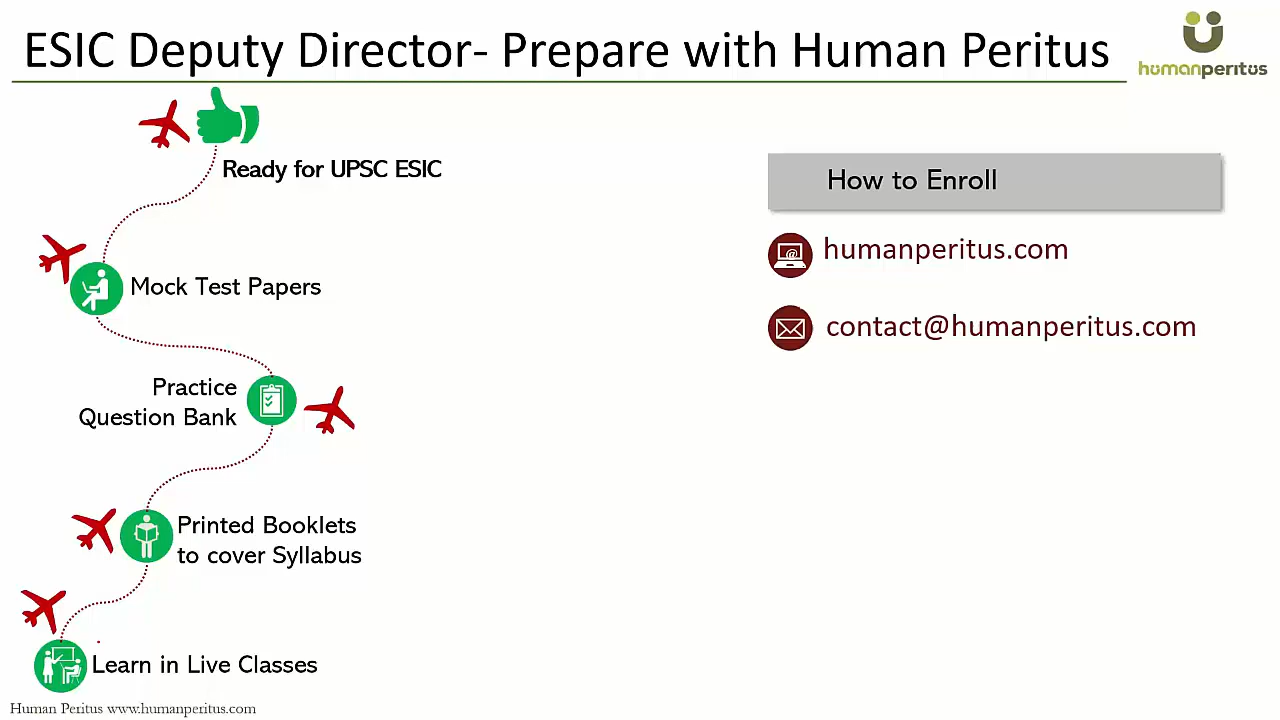 ESIC Deputy Director- Prepare with Human Peritus
humanperitus
Ready for UPSC ESIC
How to Enroll
humanperitus.com
contact@humanperitus.com
Mock Test Papers
Practice
Question Bank
Printed Booklets
to cover Syllabus
Learn in Live Classes
Human Peritus www.humanperitus.com